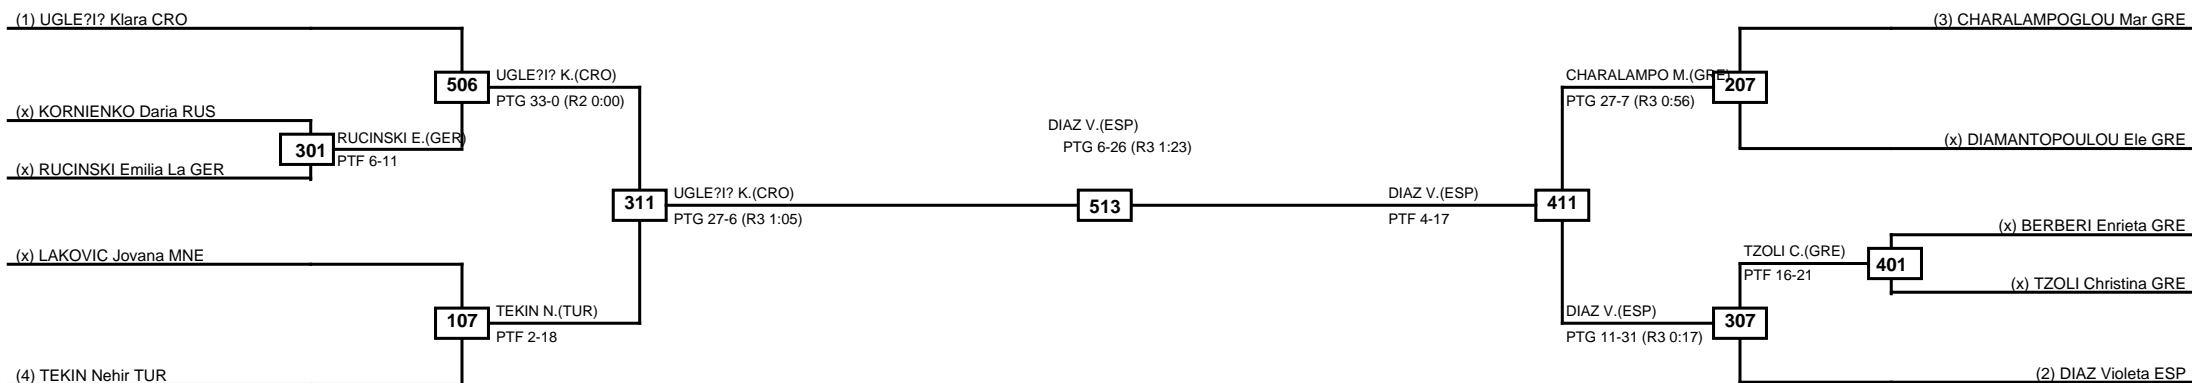 (1) UGLE?I? Klara CRO
(3) CHARALAMPOGLOU Mar GRE
506
UGLE?I? K.(CRO)
PTG 33-0 (R2 0:00)
CHARALAMPO M.(GRE)
207
PTG 27-7 (R3 0:56)
(x) KORNIENKO Daria RUS
301
RUCINSKI E.(GER)
PTF 6-11
(x) RUCINSKI Emilia La GER
DIAZ V.(ESP)
PTG 6-26 (R3 1:23)
(x) DIAMANTOPOULOU Ele GRE
311
UGLE?I? K.(CRO)
PTG 27-6 (R3 1:05)
513
DIAZ V.(ESP)
PTF 4-17
411
(x) LAKOVIC Jovana MNE
(x) BERBERI Enrieta GRE
TZOLI C.(GRE)
PTF 16-21
401
(x) TZOLI Christina GRE
107
TEKIN N.(TUR)
PTF 2-18
DIAZ V.(ESP)
PTG 11-31 (R3 0:17)
307
(4) TEKIN Nehir TUR
(2) DIAZ Violeta ESP